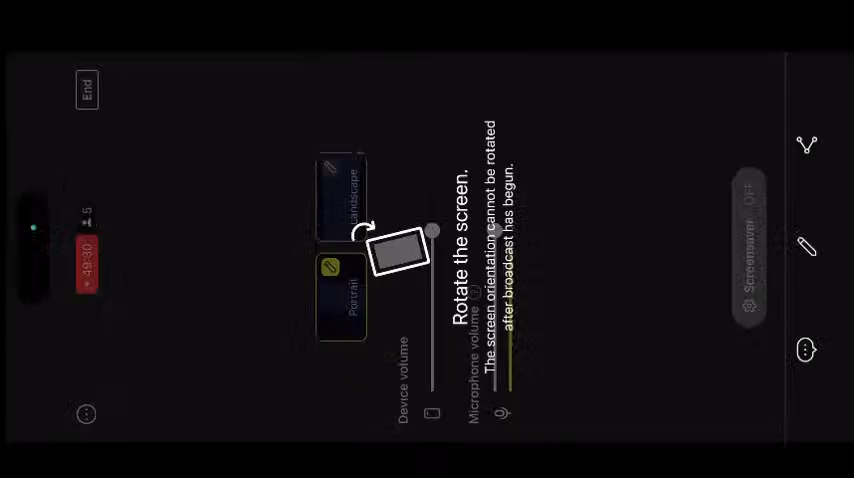 49:30
5
End
Portrait
Landscape
Device volume
Rotate the screen.
Microphone volume
The screen orientation cannot be rotated
after broadcast has begun.
Screensaver OFF